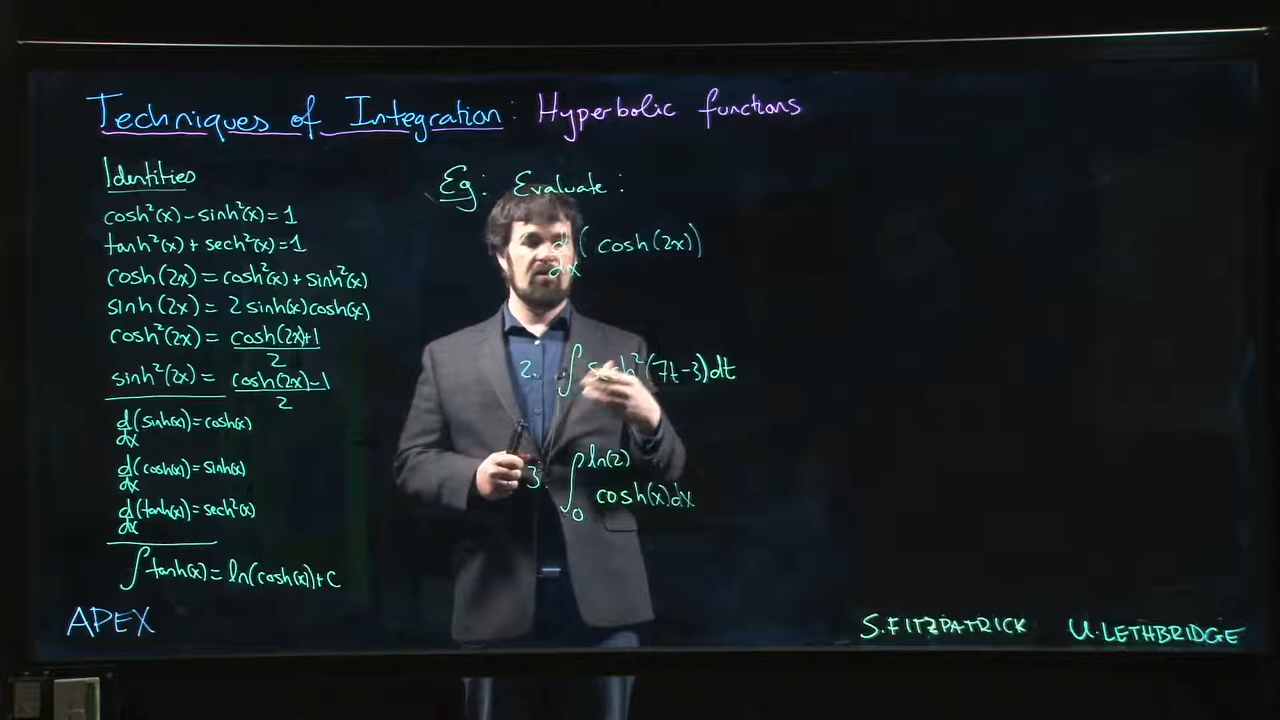 Techniques of Integration: Hyperbolic functions
Identities
cosh²(x) - sinh²(x) = 1
tanh²(x) + sech²(x) = 1
cosh(2x) = cosh²(x) + sinh²(x)
sinh(2x) = 2 sinh(x) cosh(x)
cosh²(2x) = cosh(2x)+1 / 2
sinh²(2x) = cosh(2x)-1 / 2
d/dx (sinh(x)) = cosh(x)
d/dx (cosh(x)) = sinh(x)
d/dx (tanh(x)) = sech²(x)
∫ tanh(x) = ln(cosh(x)) + C
APEX
Eg: Evaluate:
d/dx (cosh(2x))
2. ∫ sech²(7t-3)dt
3. ∫₀^ln(2) cosh(x)dx
S. FITZPATRICK U. LETHBRIDGE